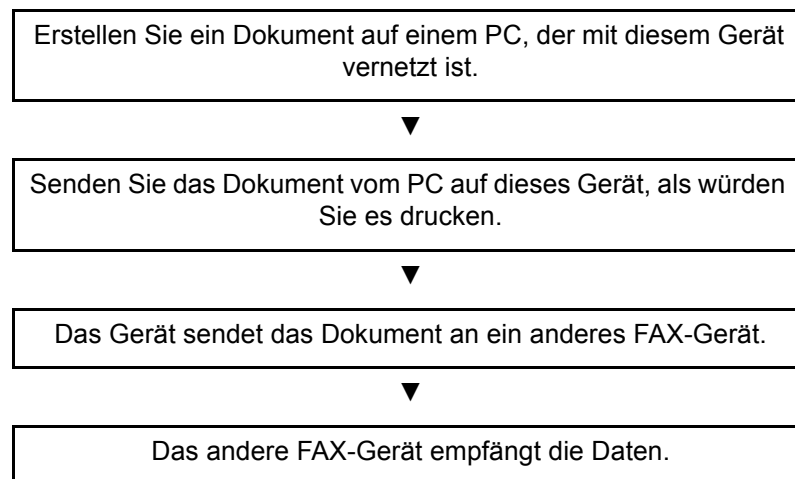 Erstellen Sie ein Dokument auf einem PC, der mit diesem Gerät
vernetzt ist.
▼
Senden Sie das Dokument vom PC auf dieses Gerät, als würden
Sie es drucken.
▼
Das Gerät sendet das Dokument an ein anderes FAX-Gerät.
▼
Das andere FAX-Gerät empfängt die Daten.